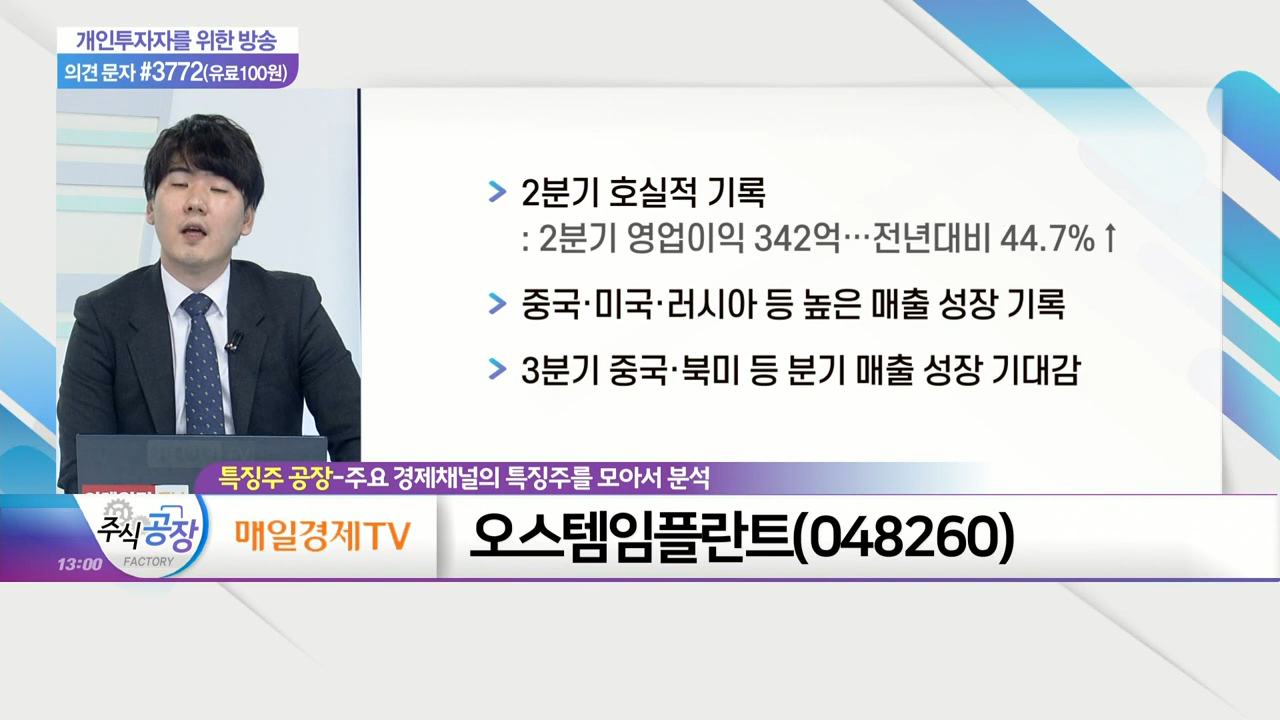 개인투자자를 위한 방송
의견 문자 #3772(유료100원)
> 2분기 호실적 기록
: 2분기 영업이익 342억…전년대비 44.7%↑
> 중국·미국·러시아 등 높은 매출 성장 기록
> 3분기 중국·북미 등 분기 매출 성장 기대감
특징주 공장-주요 경제채널의 특징주를 모아서 분석
주식공장
FACTORY
13:00
매일경제TV
오스템임플란트(048260)